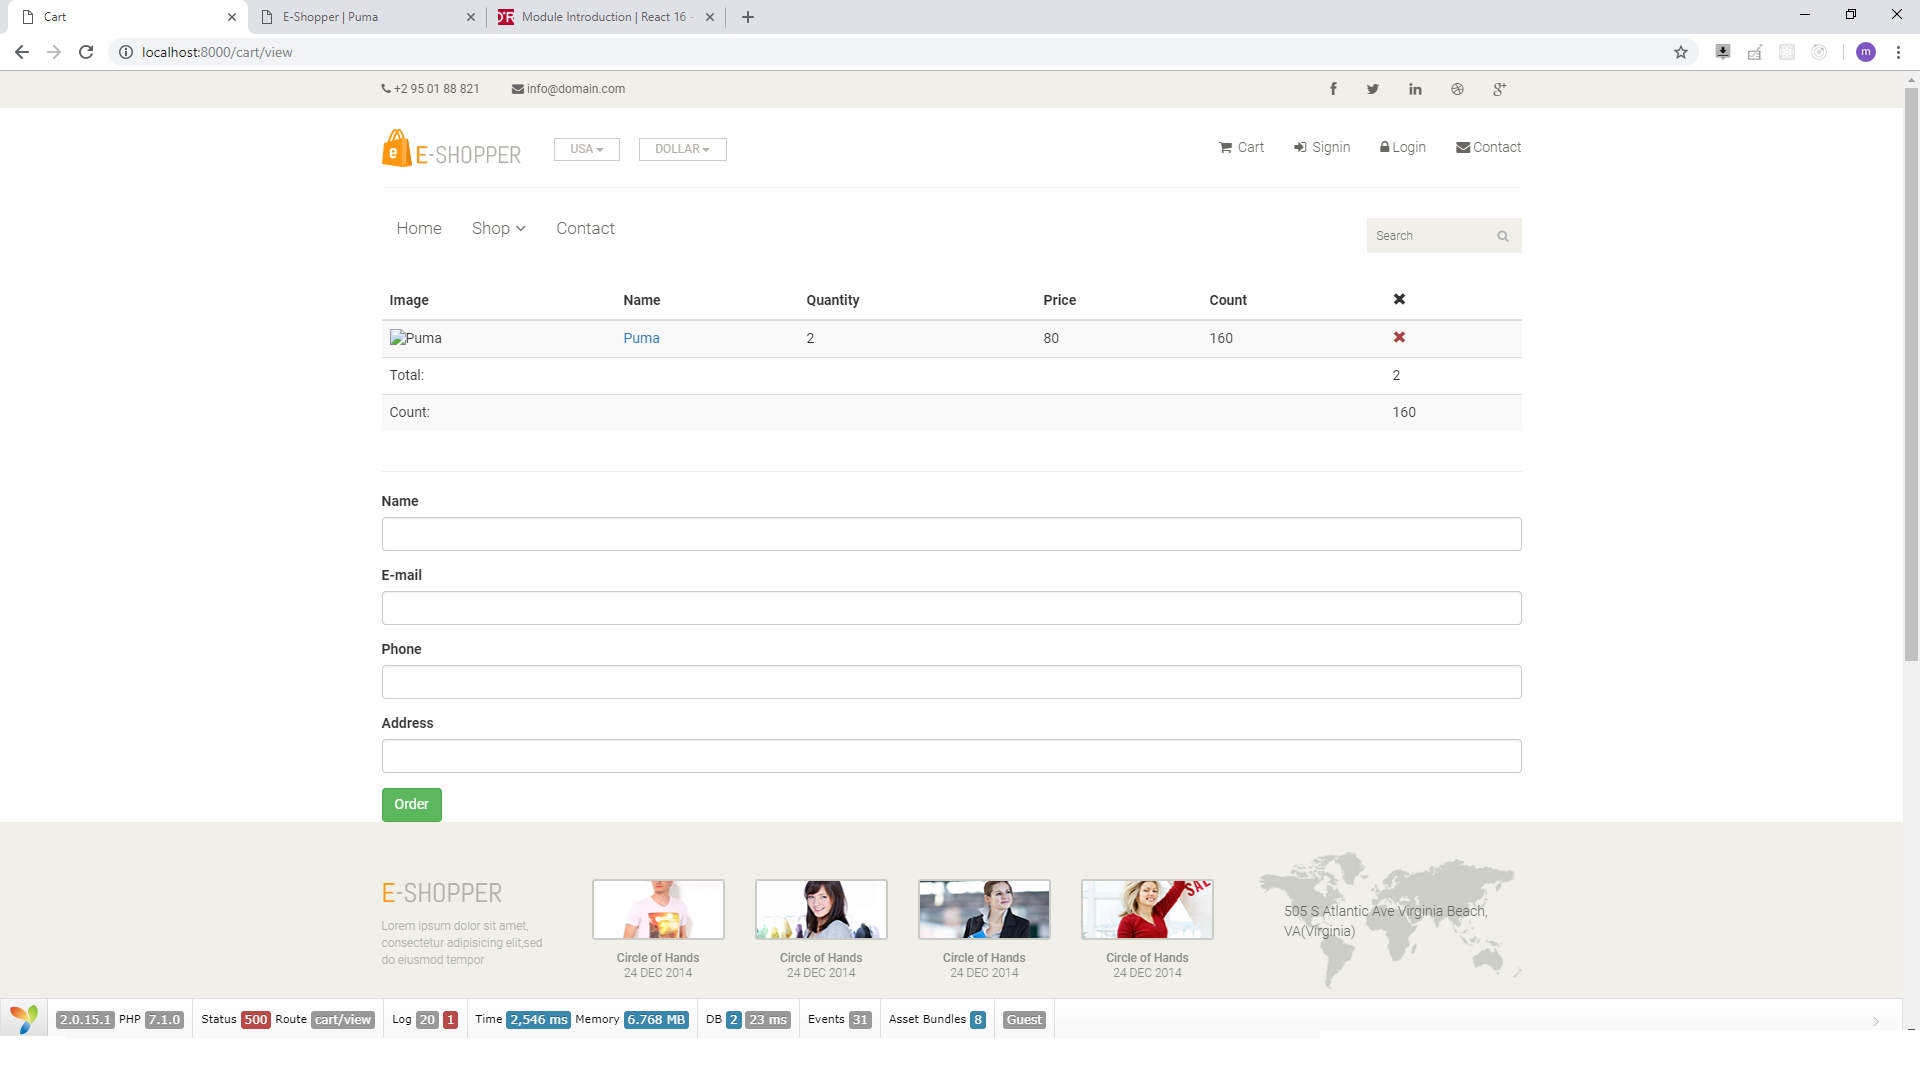 Cart
E-Shopper | Puma
Module Introduction | React 16 -
localhost:8000/cart/view
m
+2 95 01 88 821
info@domain.com
E-SHOPPER
USA
DOLLAR
Cart
Signin
Login
Contact
Home
Shop
Contact
Search
Image Name Quantity Price Count
Puma Puma 2 80 160
Total: 2
Count: 160
Name
E-mail
Phone
Address
Order
E-SHOPPER
Lorem ipsum dolor sit amet,
consectetur adipisicing elit,sed
do eiusmod tempor
Circle of Hands
24 DEC 2014
Circle of Hands
24 DEC 2014
Circle of Hands
24 DEC 2014
SALE
Circle of Hands
24 DEC 2014
505 S Atlantic Ave Virginia Beach,
VA(Virginia)
2.0.15.1 PHP 7.1.0 Status 500 Route cart/view Log 20 1 Time 2,546 ms Memory 6.768 MB DB 2 23 ms Events 31 Asset Bundles 8 Guest